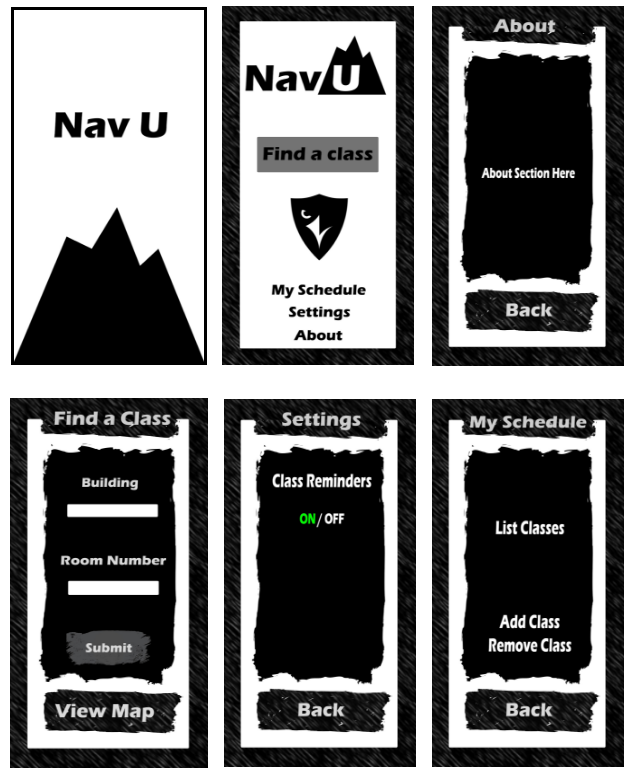 Nav U
NavU
Find a class
My Schedule
Settings
About
About
About Section Here
Back
Find a Class
Building
Room Number
Submit
View Map
Settings
Class Reminders
ON/ OFF
Back
My Schedule
List Classes
Add Class
Remove Class
Back